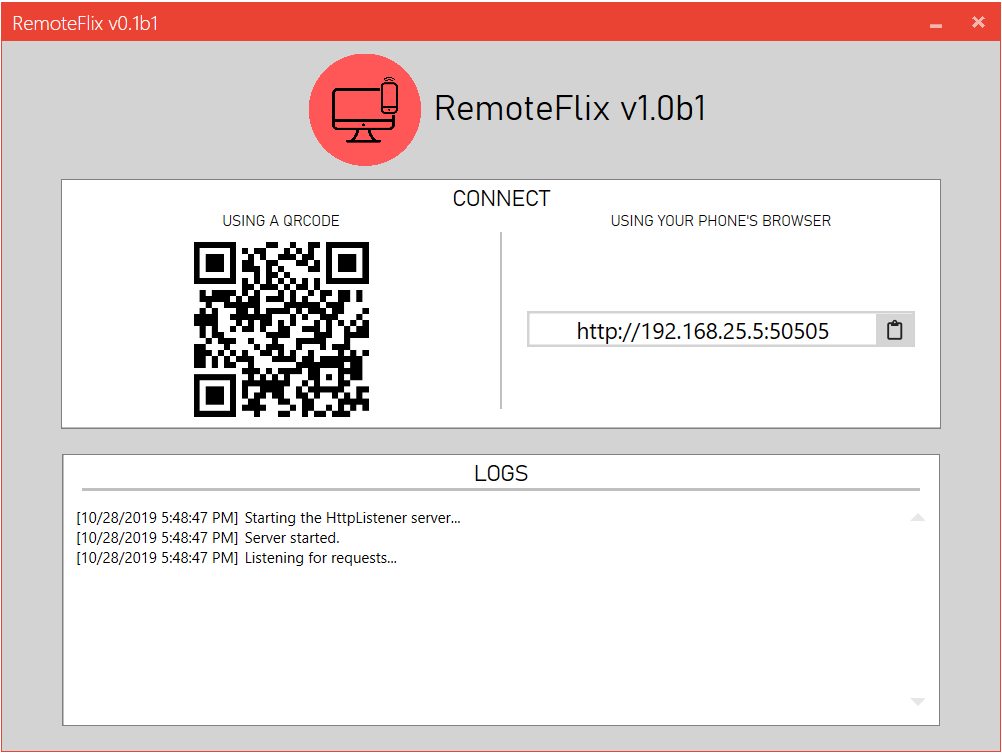 RemoteFlix v0.1b1
RemoteFlix v1.0b1
CONNECT
USING A QRCODE
USING YOUR PHONE'S BROWSER
http://192.168.25.5:50505
LOGS
[10/28/2019 5:48:47 PM] Starting the HttpListener server...
[10/28/2019 5:48:47 PM] Server started.
[10/28/2019 5:48:47 PM] Listening for requests...